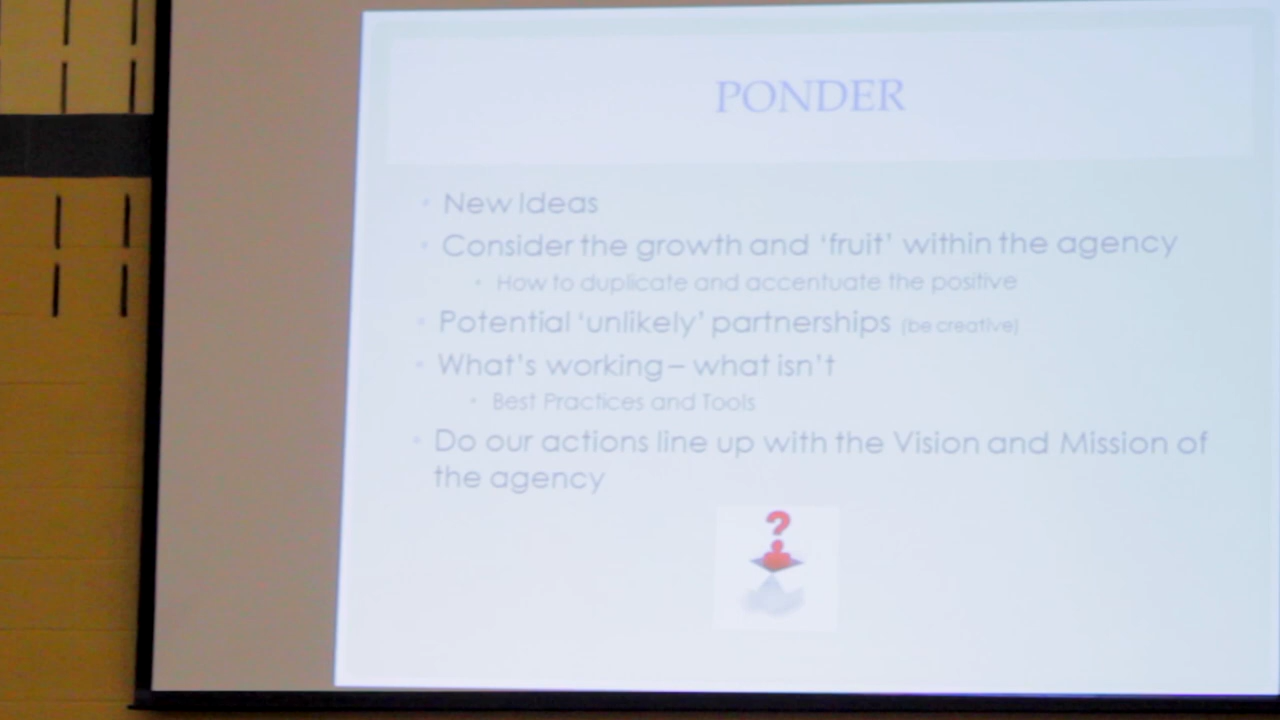 PONDER
• New Ideas
• Consider the growth and ‘fruit’ within the agency
• How to duplicate and accentuate the positive
• Potential ‘unlikely’ partnerships (be creative)
• What’s working – what isn’t
• Best Practices and Tools
• Do our actions line up with the Vision and Mission of
the agency
?